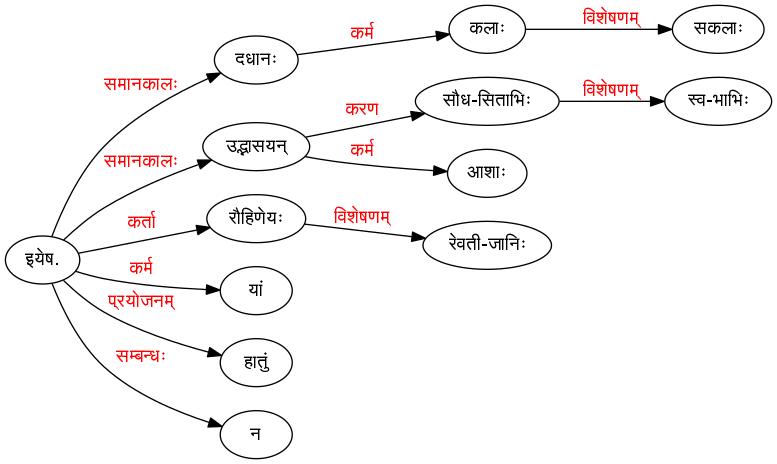 दधानः
कर्म
कलाः
विशेषणम्
सकलाः
समानकालः
उद्भासयन्
करण
सौध-सिताभिः
विशेषणम्
स्व-भाभिः
समानकालः
कर्म
आशाः
कर्ता
रौहिणेयः
विशेषणम्
रेवती-जानिः
इयेष.
कर्म
यां
प्रयोजनम्
हातुं
सम्बन्धः
न